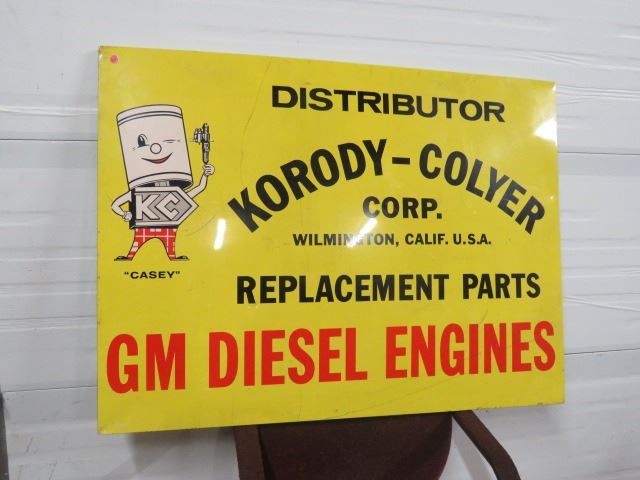 DISTRIBUTOR
KORODY-COLYER
CORP.
WILMINGTON, CALIF. U.S.A.
REPLACEMENT PARTS
GM DIESEL ENGINES
KC
"CASEY"